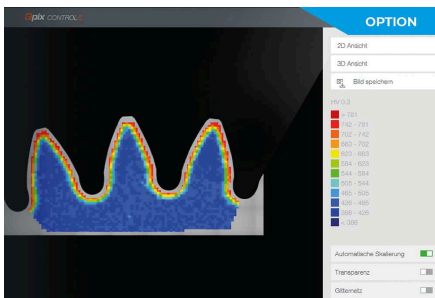 Qpix CONTROL
OPTION
2D Ansicht
3D Ansicht
Bild speichern
HV 0.3
> 781
742 - 781
702 - 742
663 - 702
623 - 663
584 - 623
544 - 584
505 - 544
465 - 505
426 - 465
386 - 426
< 386
Automatische Skalierung
Transparenz
Gitternetz